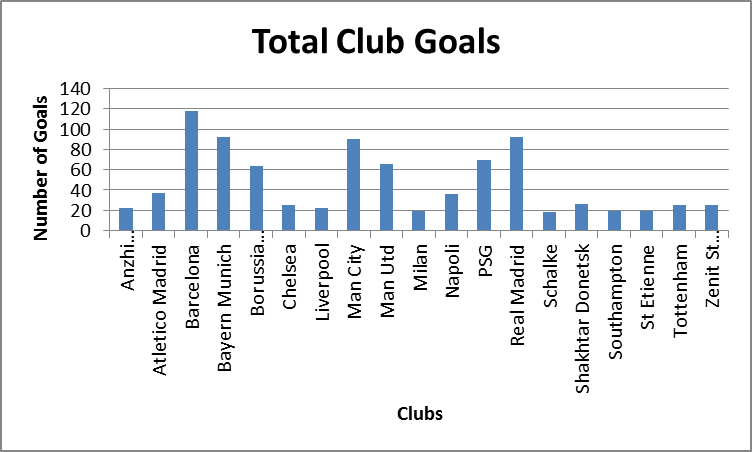 Total Club Goals
Number of Goals
140
120
100
80
60
40
20
0
Anzhi...
Atletico Madrid
Barcelona
Bayern Munich
Borussia...
Chelsea
Liverpool
Man City
Man Utd
Milan
Napoli
PSG
Real Madrid
Schalke
Shakhtar Donetsk
Southampton
St Etienne
Tottenham
Zenit St...
Clubs